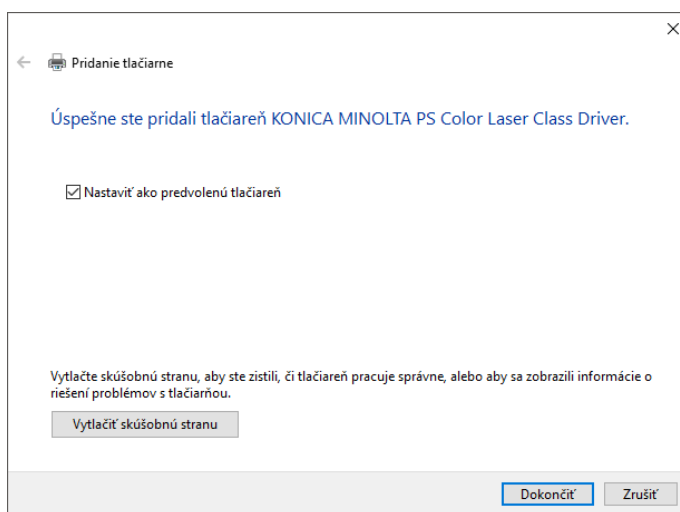 Pridanie tlačiarne
Úspešne ste pridali tlačiareň KONICA MINOLTA PS Color Laser Class Driver.
Nastaviť ako predvolenú tlačiareň
Vytlačte skúšobnú stranu, aby ste zistili, či tlačiareň pracuje správne, alebo aby sa zobrazili informácie o
riešení problémov s tlačiarňou.
Vytlačiť skúšobnú stranu
Dokončiť
Zrušiť